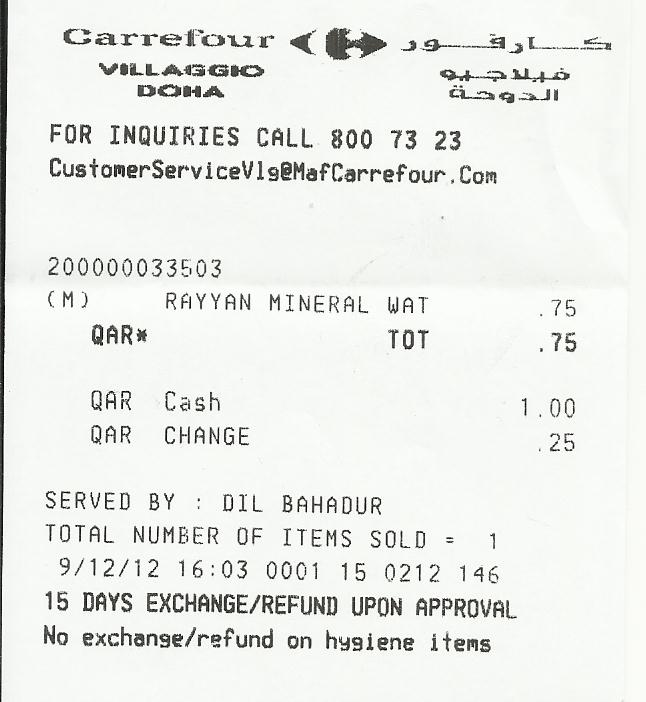 Carrefour كارفور
VILLAGGIO فيلاجيو
DOHA الدوحة
FOR INQUIRIES CALL 800 73 23
CustomerServiceVlg@MafCarrefour.Com
200000033503
(M) RAYYAN MINERAL WAT .75
QAR* TOT .75
QAR Cash 1.00
QAR CHANGE .25
SERVED BY : DIL BAHADUR
TOTAL NUMBER OF ITEMS SOLD = 1
9/12/12 16:03 0001 15 0212 146
15 DAYS EXCHANGE/REFUND UPON APPROVAL
No exchange/refund on hygiene items